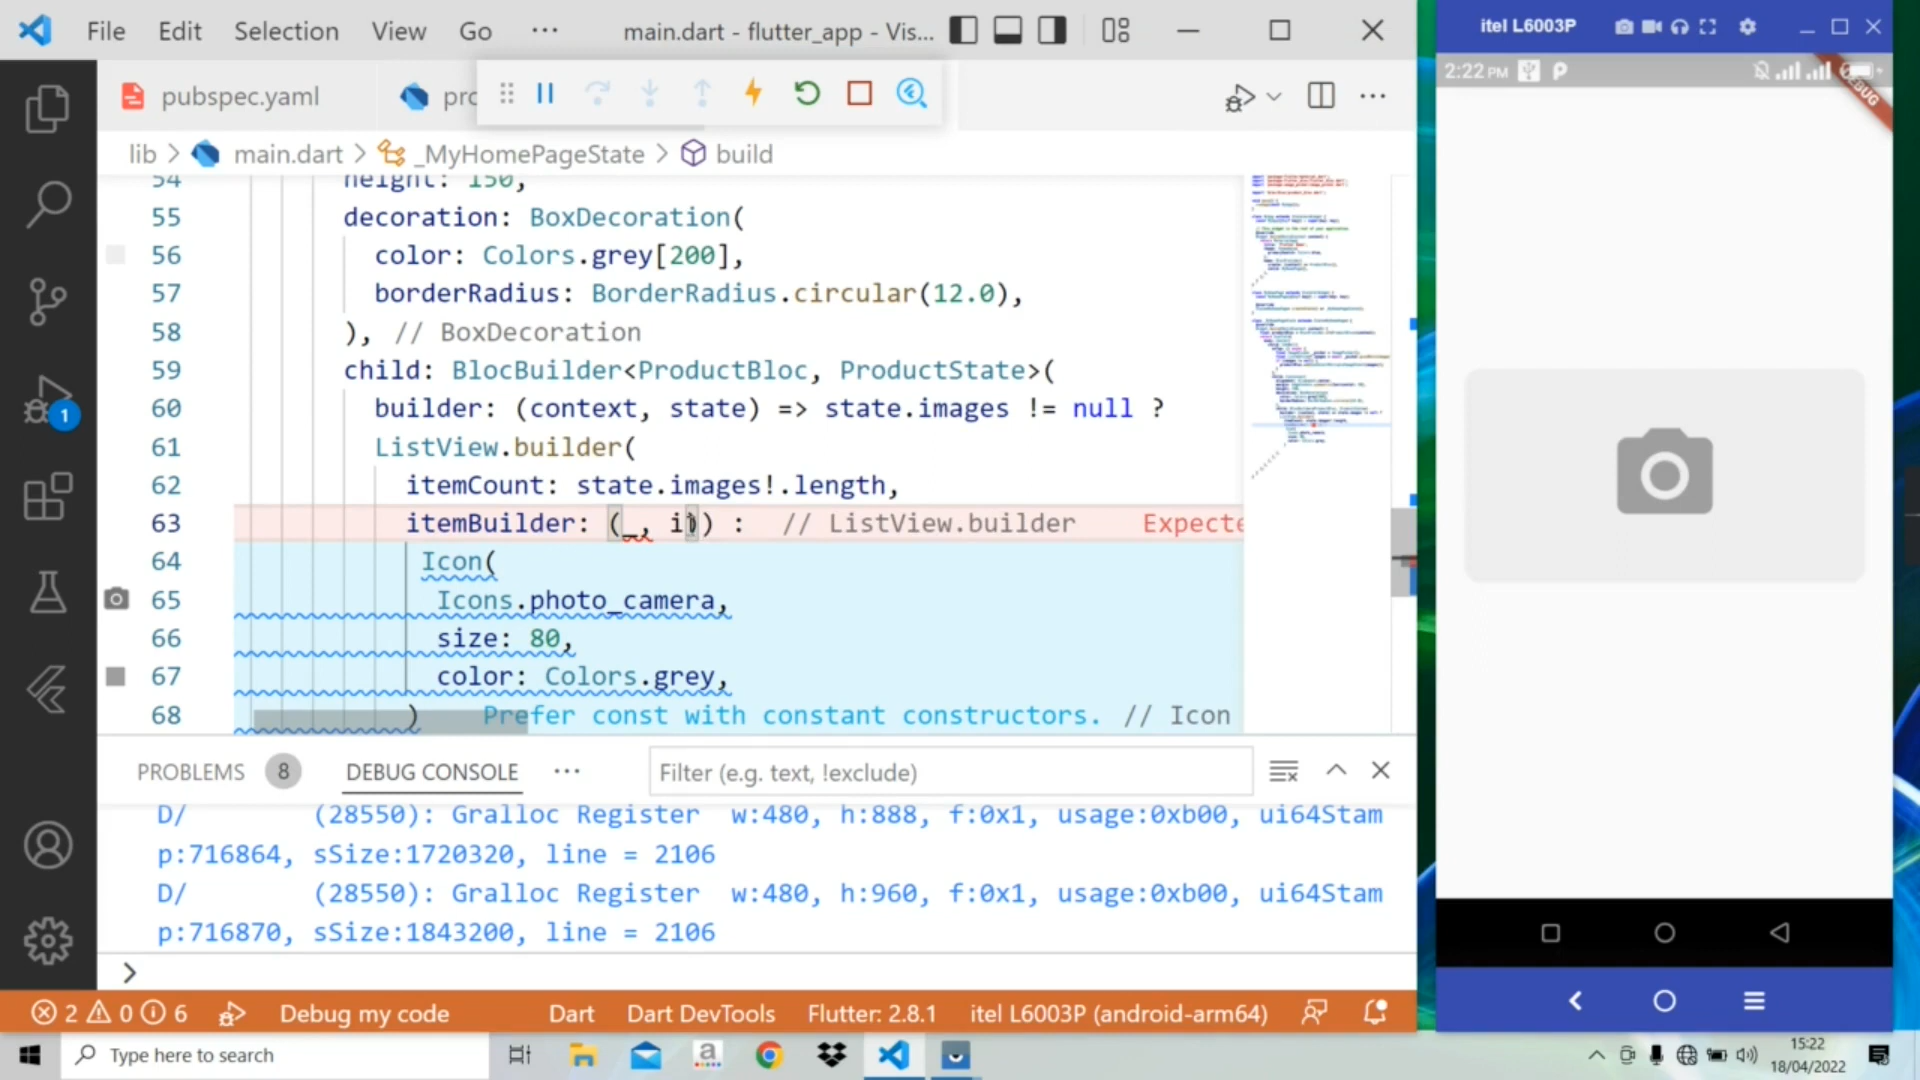 File Edit Selection View Go ··· main.dart - flutter_app - Vis...
pubspec.yaml
lib > main.dart > _MyHomePageState > build
54 height: 150,
55 decoration: BoxDecoration(
56 color: Colors.grey[200],
57 borderRadius: BorderRadius.circular(12.0),
58 ), // BoxDecoration
59 child: BlocBuilder<ProductBloc, ProductState>(
60 builder: (context, state) => state.images != null ?
61 ListView.builder(
62 itemCount: state.images!.length,
63 itemBuilder: (_, i)) : // ListView.builder Expecte
64 Icon(
65 Icons.photo_camera,
66 size: 80,
67 color: Colors.grey,
68 ) Prefer const with constant constructors. // Icon
1
PROBLEMS 8 DEBUG CONSOLE ··· Filter (e.g. text, !exclude)
D/ (28550): Gralloc Register w:480, h:888, f:0x1, usage:0xb00, ui64Stam
p:716864, sSize:1720320, line = 2106
D/ (28550): Gralloc Register w:480, h:960, f:0x1, usage:0xb00, ui64Stam
p:716870, sSize:1843200, line = 2106
>
2 0 6 Debug my code Dart Dart DevTools Flutter: 2.8.1 itel L6003P (android-arm64)
Type here to search
15:22
18/04/2022
itel L6003P
2:22 PM